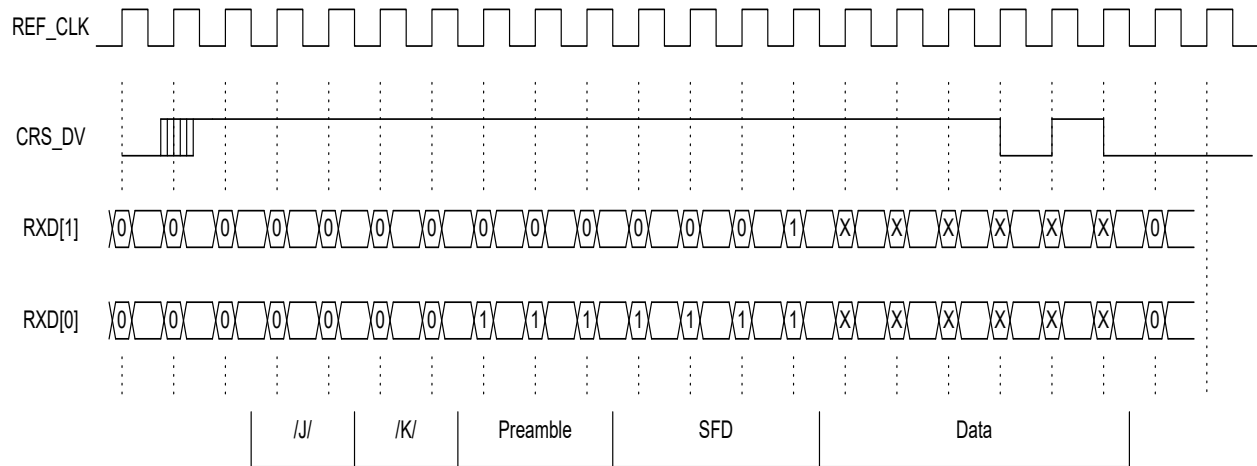 REF_CLK
CRS_DV
RXD[1] 0 0 0 0 0 0 0 0 0 0 0 0 0 1 X X X X X X 0
RXD[0] 0 0 0 0 0 0 0 1 1 1 1 1 1 1 X X X X X X 0
/J/ /K/ Preamble SFD Data